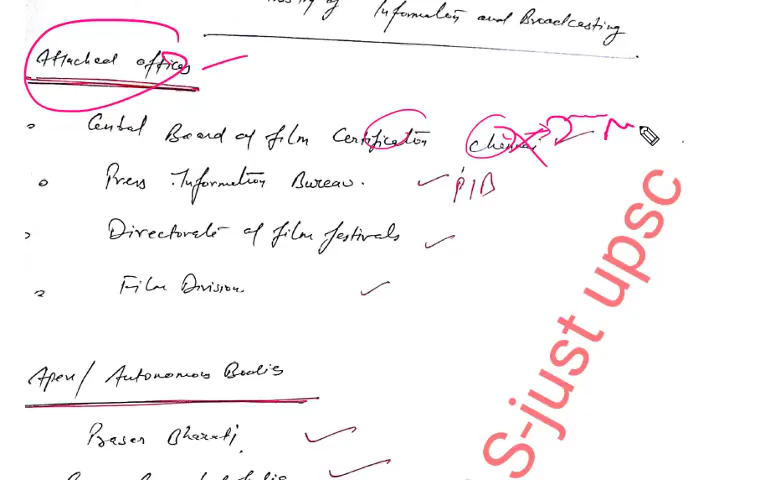 of Information and Broadcasting
Attached offices
Central Board of film Certification Chennai
Press Information Bureau. PIB
Directorate of film festivals
Film Division.
Apex/ Autonomous Bodies
Prasar Bharati
S-just upsc